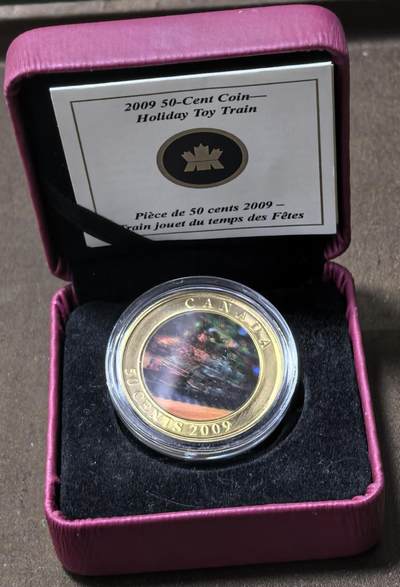 2009 50-Cent Coin—
Holiday Toy Train
Pièce de 50 cents 2009 –
Train jouet du temps des Fêtes
CANADA
50 CENTS 2009